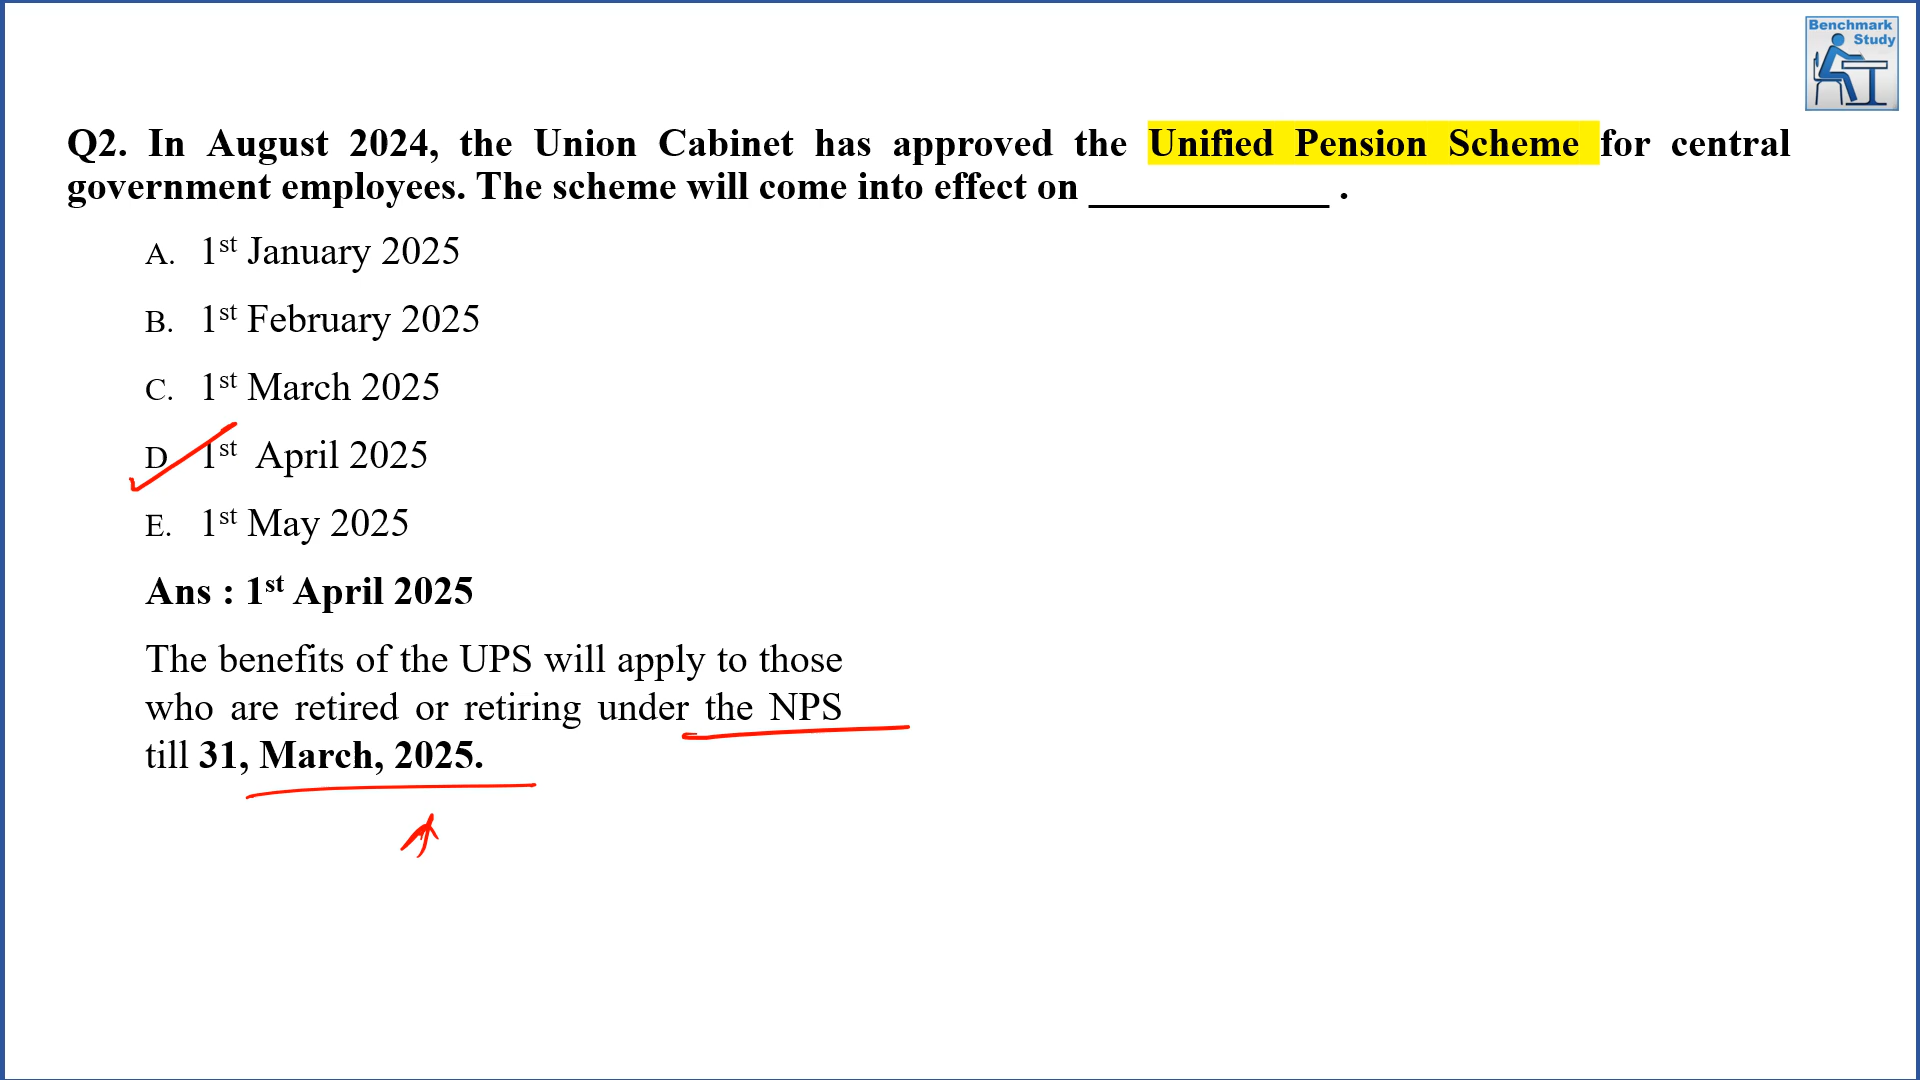 Benchmark
Study
Q2. In August 2024, the Union Cabinet has approved the Unified Pension Scheme for central
government employees. The scheme will come into effect on ____________ .
A. 1st January 2025
B. 1st February 2025
C. 1st March 2025
D 1st April 2025
E. 1st May 2025
Ans : 1st April 2025
The benefits of the UPS will apply to those
who are retired or retiring under the NPS
till 31, March, 2025.